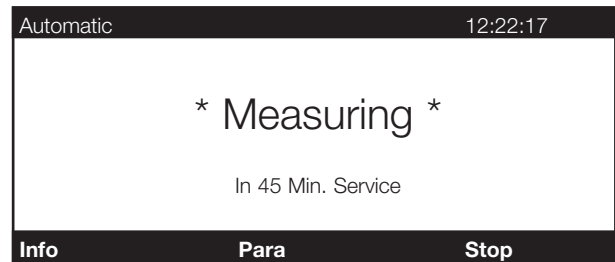 Automatic 12:22:17
* Measuring *
In 45 Min. Service
Info Para Stop